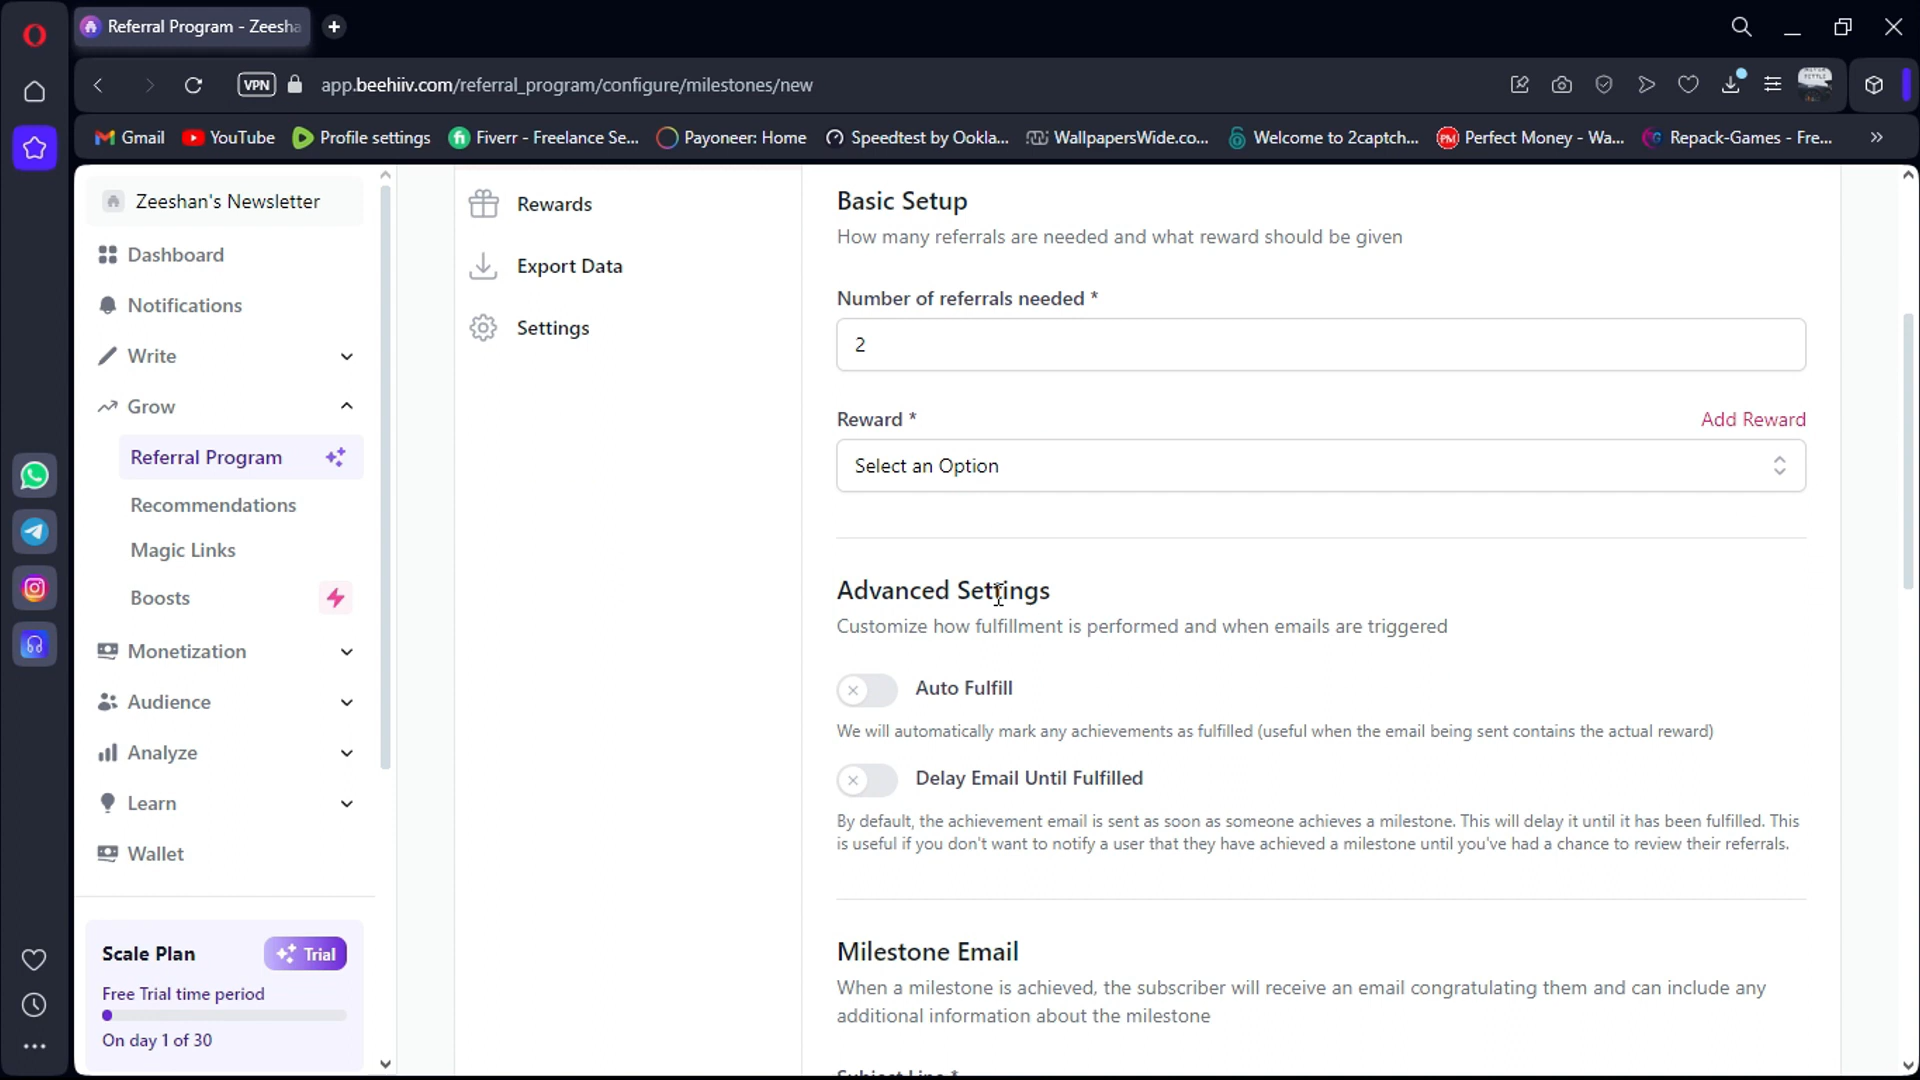 Referral Program - Zeesha
VPN
app.beehiiv.com/referral_program/configure/milestones/new
Gmail
YouTube
Profile settings
Fiverr - Freelance Se...
Payoneer: Home
Speedtest by Ookla...
WallpapersWide.co...
Welcome to 2captch...
Perfect Money - Wa...
Repack-Games - Fre...
Zeeshan's Newsletter
Dashboard
Notifications
Write
Grow
Referral Program
Recommendations
Magic Links
Boosts
Monetization
Audience
Analyze
Learn
Wallet
Scale Plan
Trial
Free Trial time period
On day 1 of 30
Rewards
Export Data
Settings
Basic Setup
How many referrals are needed and what reward should be given
Number of referrals needed *
2
Reward *
Add Reward
Select an Option
Advanced Settings
Customize how fulfillment is performed and when emails are triggered
Auto Fulfill
We will automatically mark any achievements as fulfilled (useful when the email being sent contains the actual reward)
Delay Email Until Fulfilled
By default, the achievement email is sent as soon as someone achieves a milestone. This will delay it until it has been fulfilled. This
is useful if you don't want to notify a user that they have achieved a milestone until you've had a chance to review their referrals.
Milestone Email
When a milestone is achieved, the subscriber will receive an email congratulating them and can include any
additional information about the milestone
Subject Line *